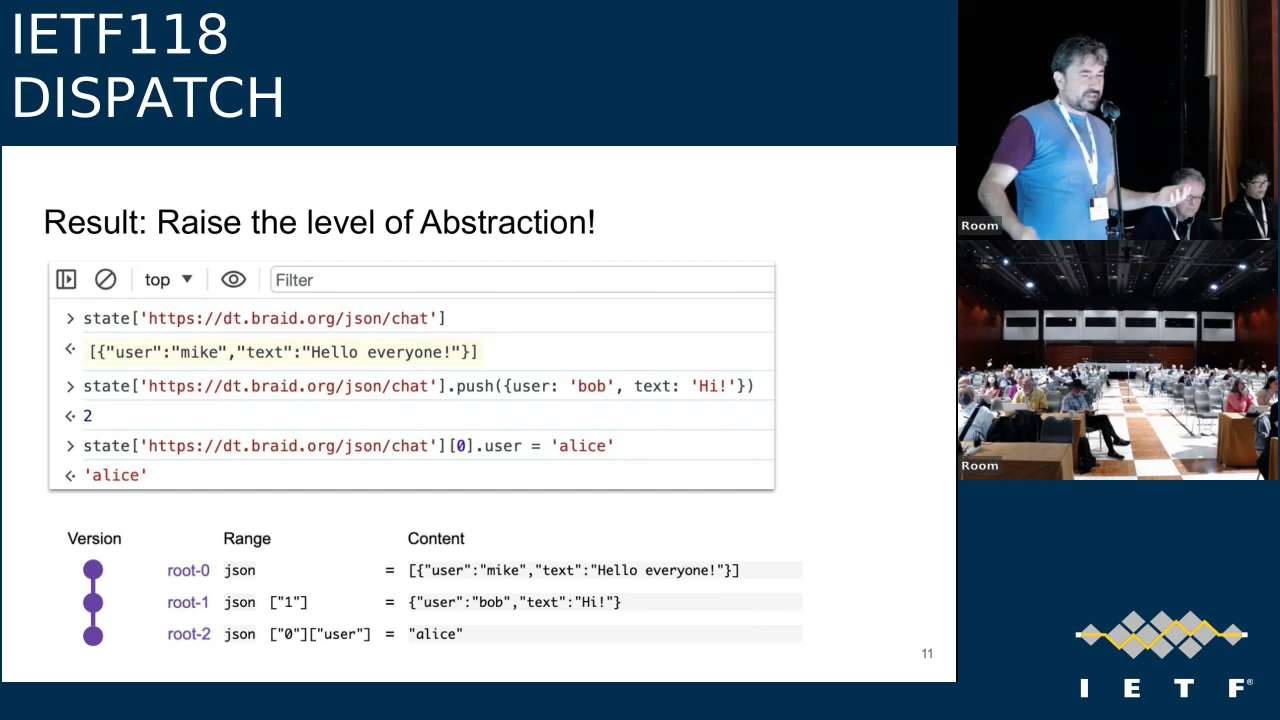 IETF118
DISPATCH
Result: Raise the level of Abstraction!
top ▼ Filter
> state['https://dt.braid.org/json/chat']
[{"user":"mike","text":"Hello everyone!"}]
> state['https://dt.braid.org/json/chat'].push({user: 'bob', text: 'Hi!'})
2
> state['https://dt.braid.org/json/chat'][0].user = 'alice'
'alice'
Version Range Content
root-0 json = [{"user":"mike","text":"Hello everyone!"}]
root-1 json ["1"] = {"user":"bob","text":"Hi!"}
root-2 json ["0"]["user"] = "alice"
11
Room
Room
IETF®